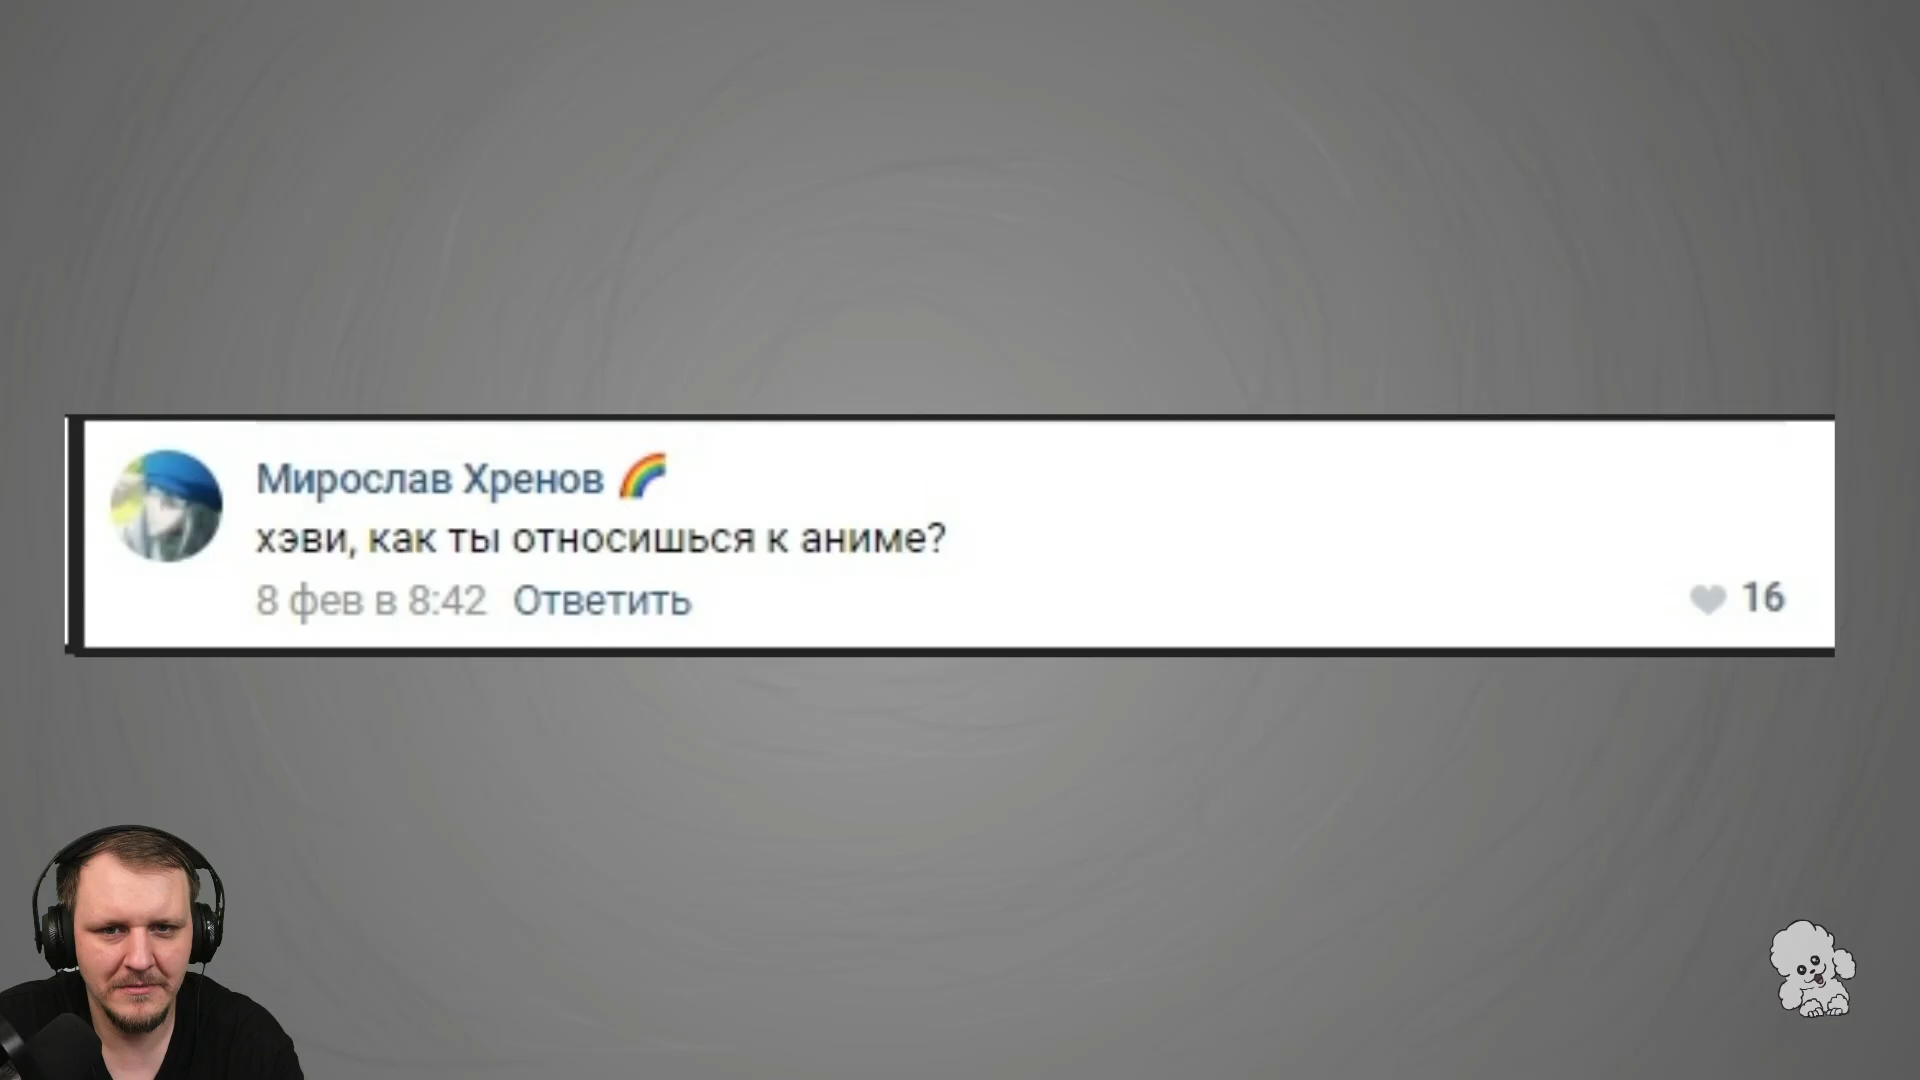 Мирослав Хренов 🌈
хэви, как ты относишься к аниме?
8 фев в 8:42 Ответить
16